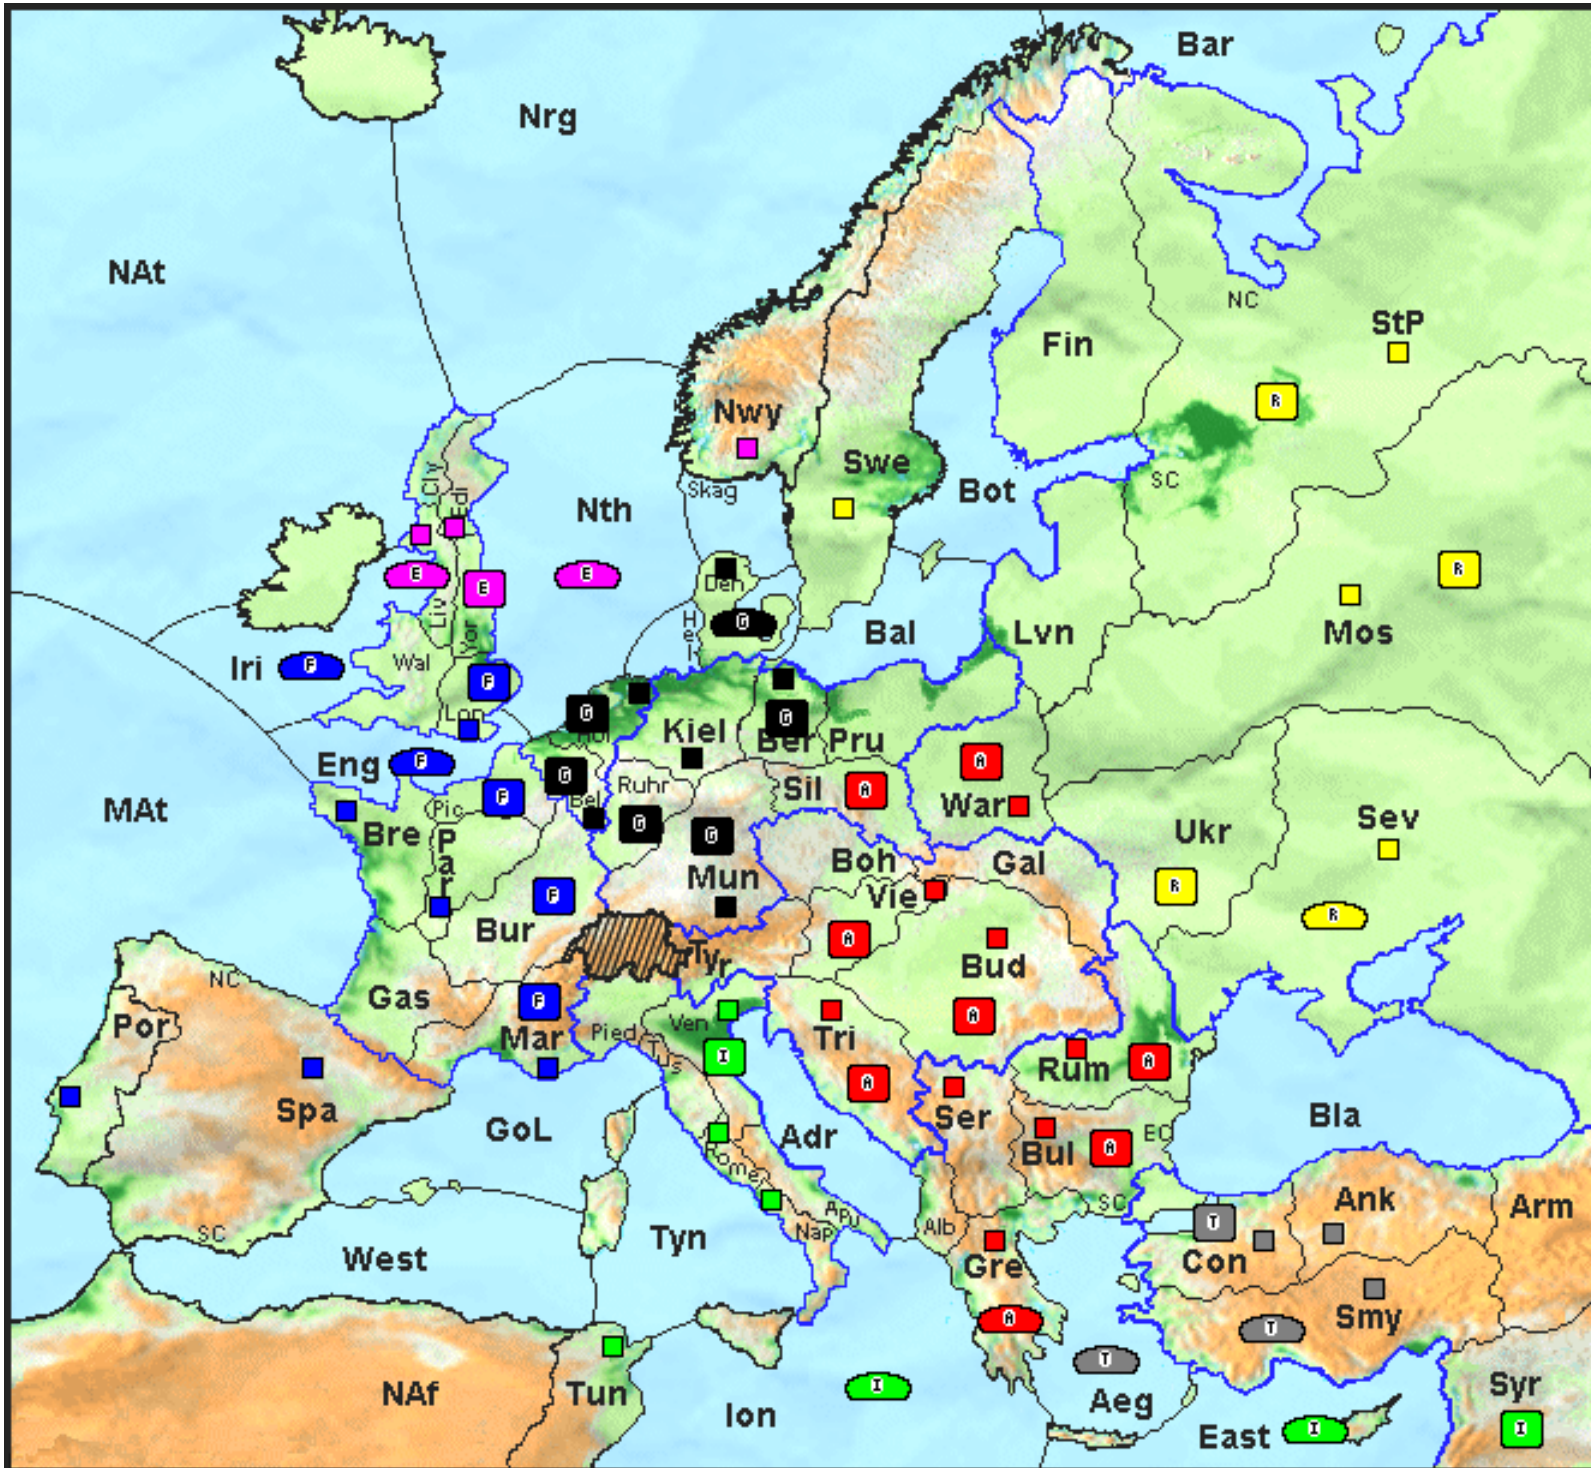 Bar
Nrg
NAt
NC
StP
Fin
Nwy
R
Swe
Cly
Edi
Skag
Bot
SC
Nth
R
E
E
E
Den
Hel
G
Liv
Yor
Bal
Lvn
Mos
Iri
F
Wal
F
Lon
G
Hol
Kiel
G
Ber
Pru
Eng
F
G
Ruhr
Sil
A
A
War
MAt
Pic
F
Bel
G
G
Ukr
Sev
Bre
Par
Boh
Gal
Mun
Vie
R
F
Bur
A
R
Tyr
Bud
NC
Gas
F
Por
Mar
Pied
Ven
Tus
I
Tri
A
A
Rum
A
Spa
GoL
Adr
Ser
Bul
A
EC
Bla
Rome
SC
Ank
Arm
SC
West
Tyn
Apu
Nap
Alb
T
Con
Gre
A
T
Smy
NAf
Tun
Ion
I
T
Aeg
East
I
Syr
I